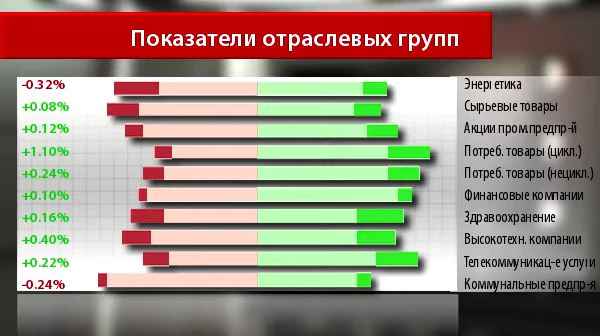 Показатели отраслевых групп
-0.32% Энергетика
+0.08% Сырьевые товары
+0.12% Акции пром.предпр-й
+1.10% Потреб. товары (цикл.)
+0.24% Потреб. товары (нецикл.)
+0.10% Финансовые компании
+0.16% Здравоохранение
+0.40% Высокотехн. компании
+0.22% Телекоммуникац-е услуги
-0.24% Коммунальные предпр-я